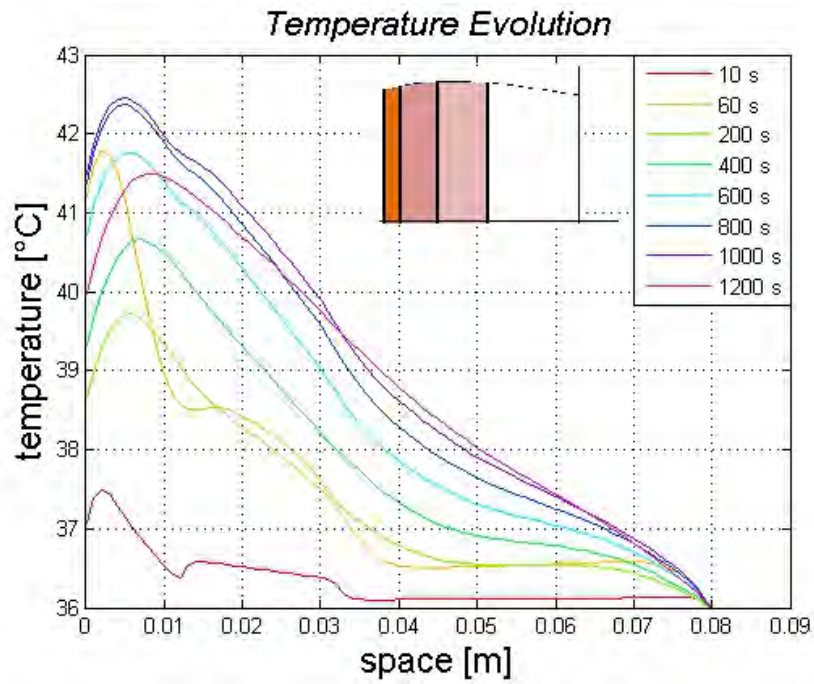 Temperature Evolution
43
42
41
40
39
38
37
36
temperature [°C]
0
0.01
0.02
0.03
0.04
0.05
0.06
0.07
0.08
0.09
space [m]
10 s
60 s
200 s
400 s
600 s
800 s
1000 s
1200 s